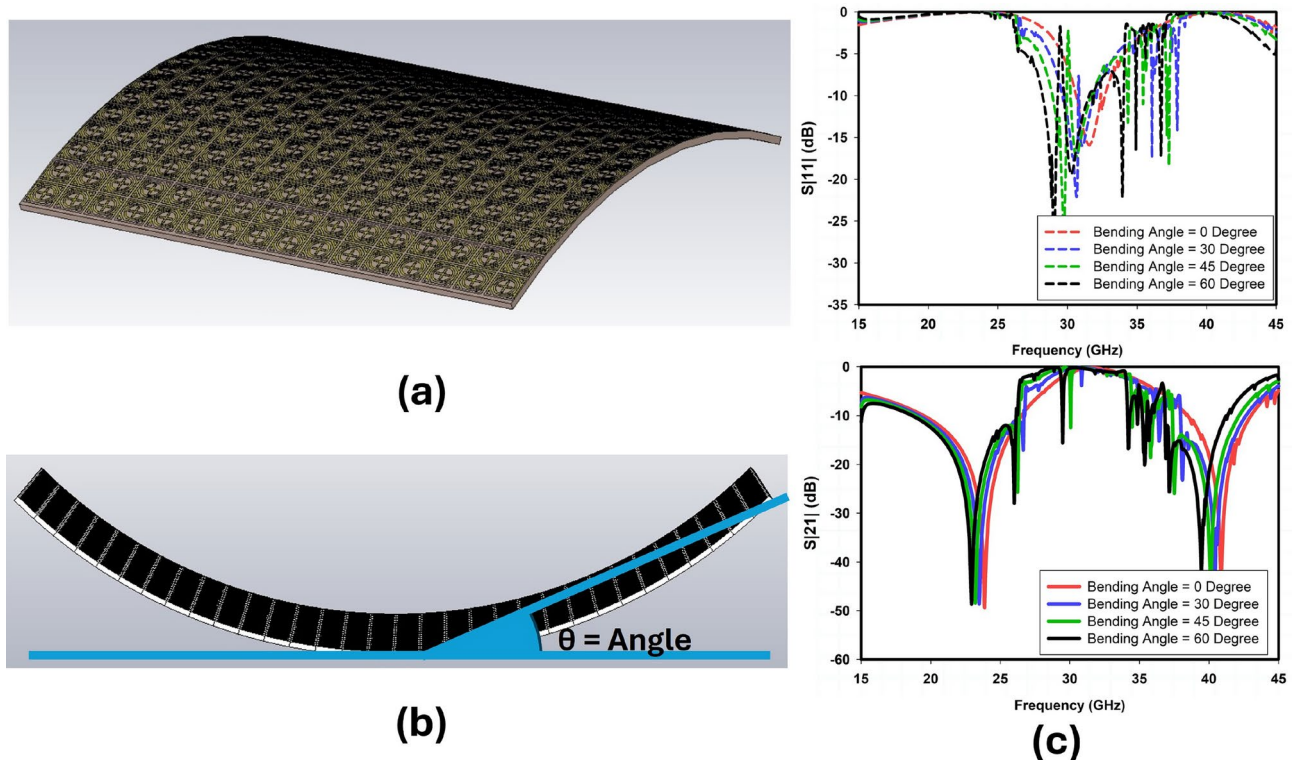 (a)
θ = Angle
(b)
0
-5
-10
-15
-20
-25
-30
-35
S|11| (dB)
Bending Angle = 0 Degree
Bending Angle = 30 Degree
Bending Angle = 45 Degree
Bending Angle = 60 Degree
15 20 25 30 35 40 45
Frequency (GHz)
0
-10
-20
-30
-40
-50
-60
S|21| (dB)
Bending Angle = 0 Degree
Bending Angle = 30 Degree
Bending Angle = 45 Degree
Bending Angle = 60 Degree
15 20 25 30 35 40 45
Frequency (GHz)
(c)